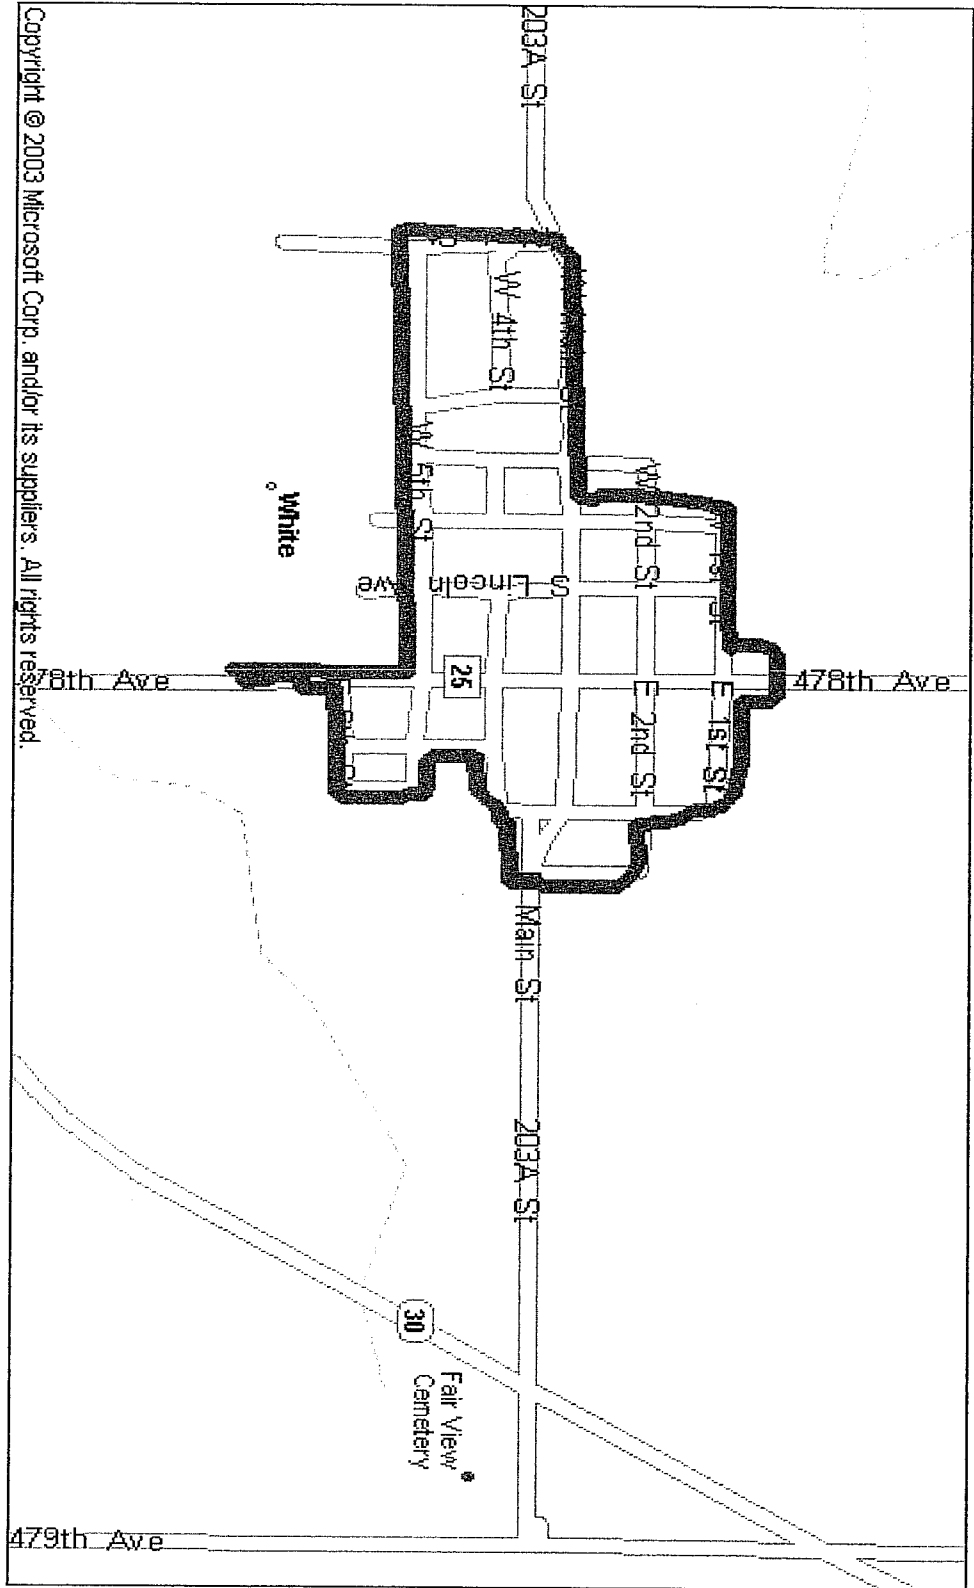 203A St
W 4th St
W 5th St
White
W 2nd St
S Lincoln Ave
25
78th Ave
478th Ave
E 1st St
E 2nd St
Main St
203A St
30
Fair View
Cemetery
479th Ave
Copyright © 2003 Microsoft Corp. and/or its suppliers. All rights reserved.